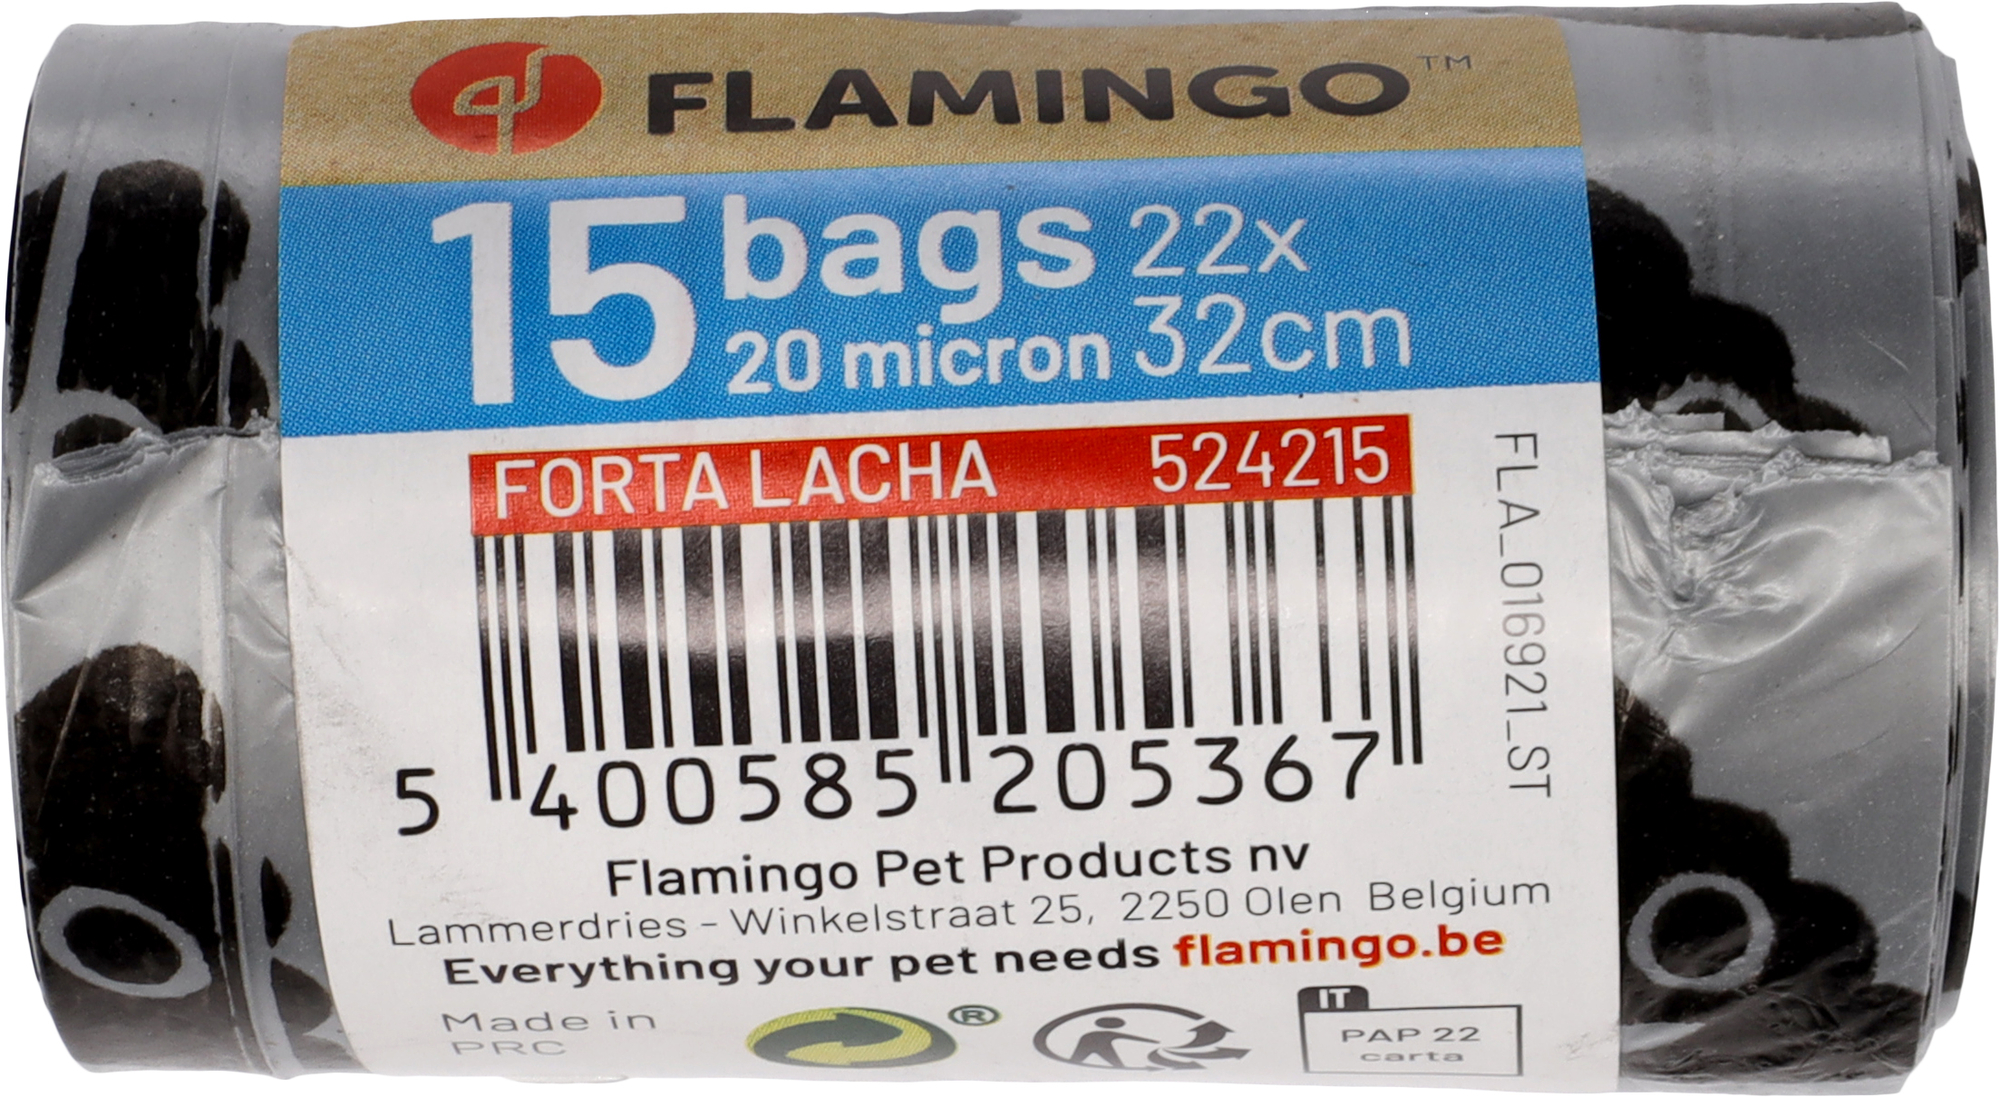 FLAMINGO™
15 bags 22x
20 micron 32cm
FORTA LACHA 524215
5 400585 205367
FLA_016921_ST
Flamingo Pet Products nv
Lammerdries - Winkelstraat 25, 2250 Olen Belgium
Everything your pet needs flamingo.be
Made in
PRC
®
IT
PAP 22
carta